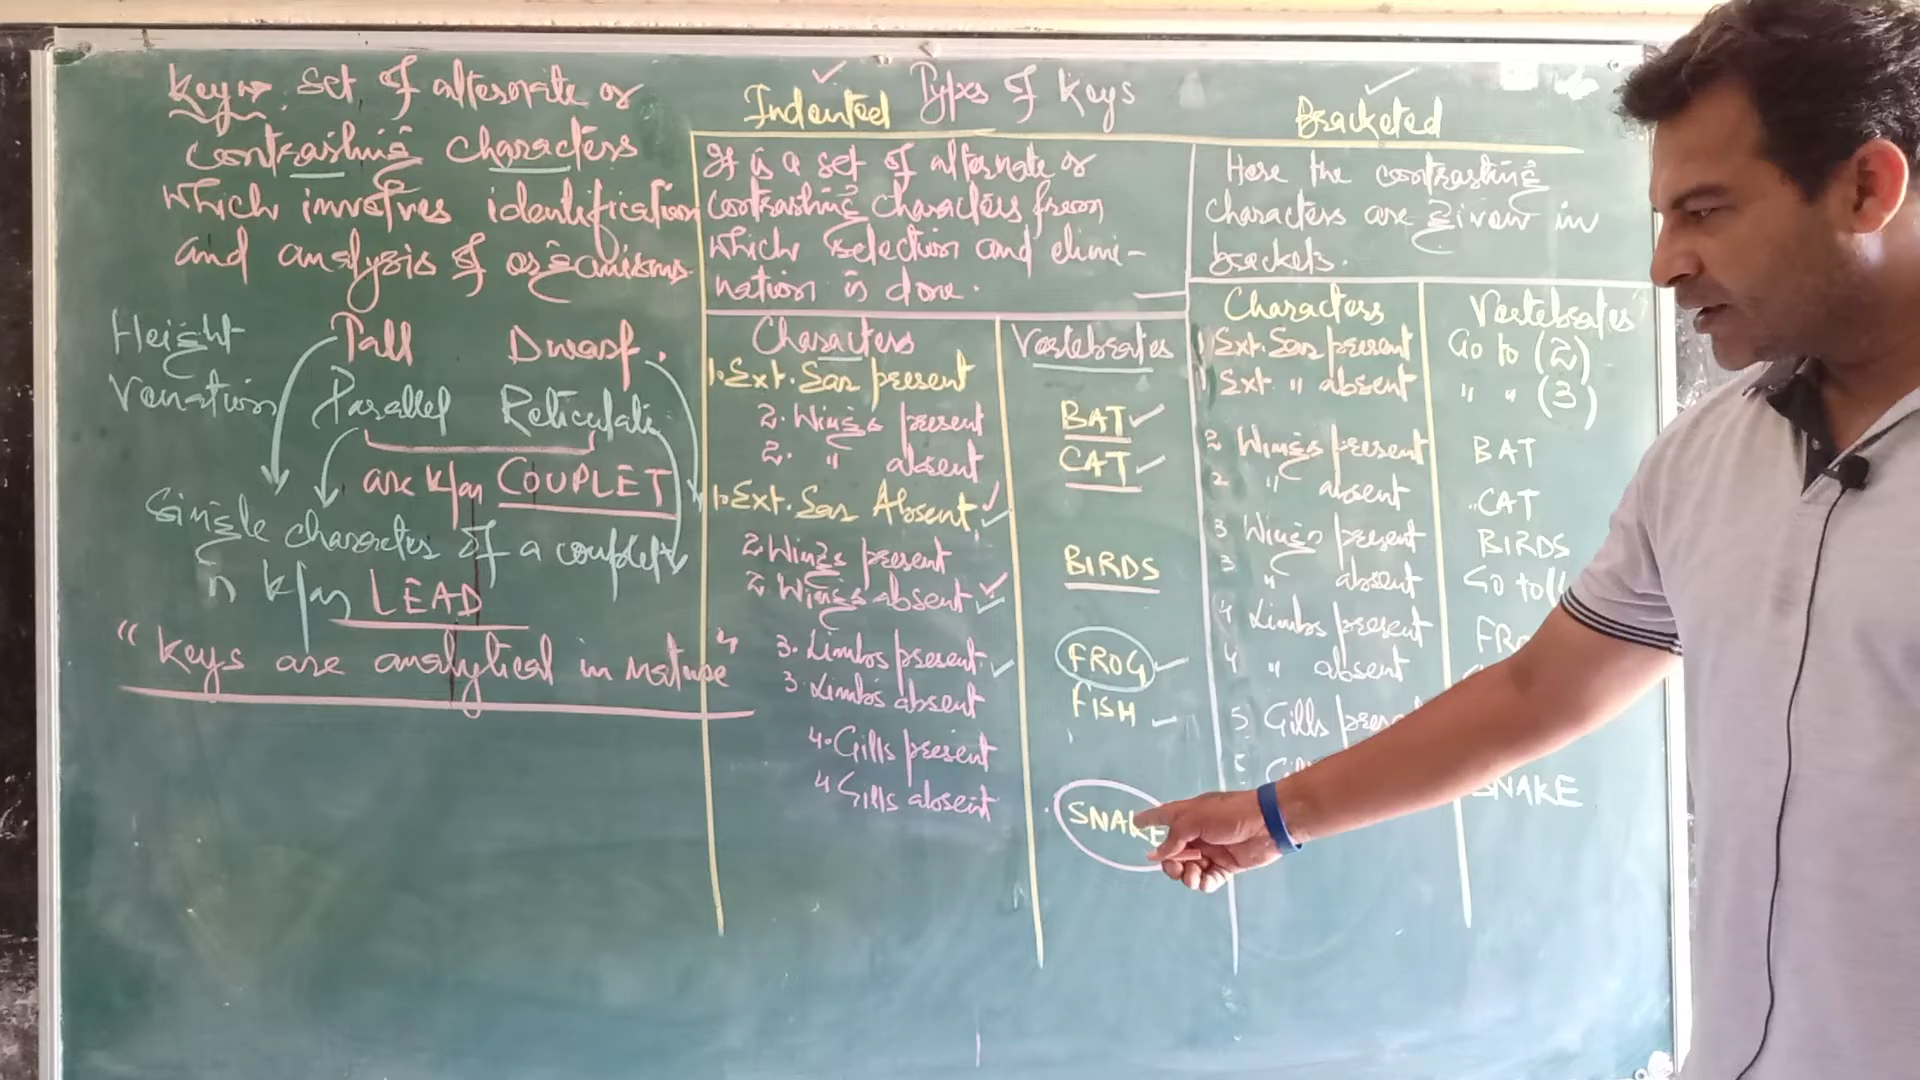 Key → Set of alternate or
contrasting characters
which involves identification
and analysis of organisms.
Height Tall Dwarf.
Venation Parallel Reticulate
are k/an COUPLET
Single character of a couplet
is k/an LEAD
"Keys are analytical in nature"
Types of Keys
Indented
It is a set of alternate or
contrasting characters from
which selection and elimi-
nation is done.
Characters Vertebrates
1. Ext. Ear present
2. Wings present BAT
2. " absent CAT
1. Ext. Ear Absent
2 Wings present BIRDS
2 Wings absent
3. Limbs present FROG
3 Limbs absent FISH
4. Gills present
4 Gills absent SNAKE
Bracketed
Here the contrasting
characters are given in
brackets.
Characters Vertebrates
1 Ext. Ear present Go to (2)
1 Ext. " absent " " (3)
2 Wings present BAT
2 " absent CAT
3 Wings present BIRDS
3 " absent Go to
4 Limbs present
4 " absent
5 Gills
SNAKE